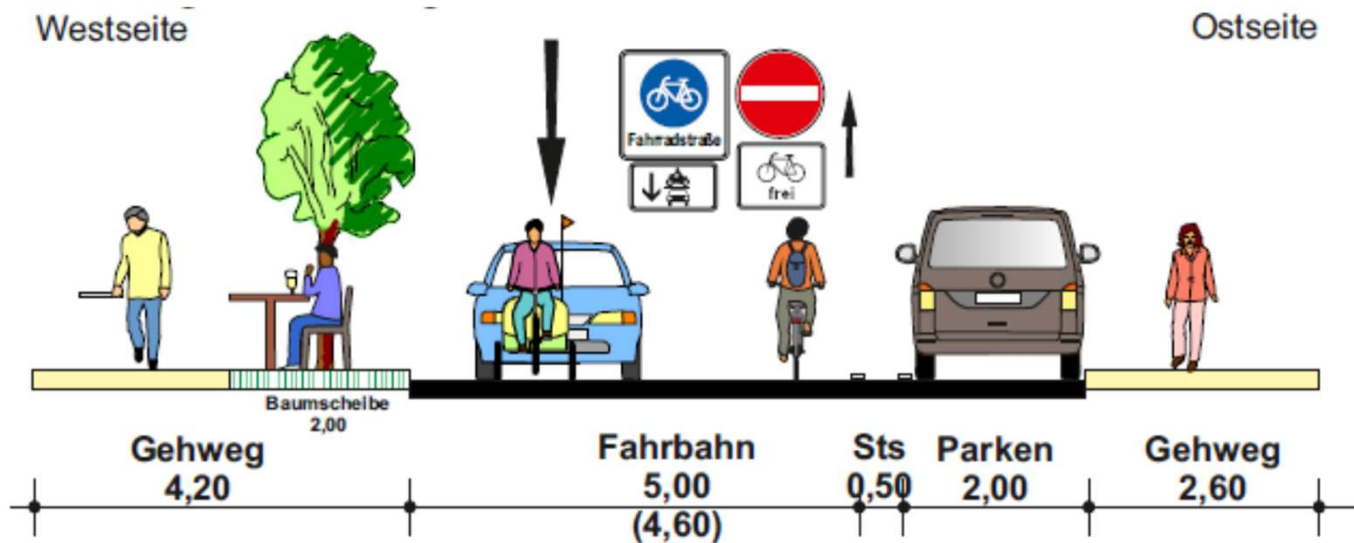 Westseite
Ostseite
Fahrradstraße
frei
Baumscheibe
2,00
Gehweg
4,20
Fahrbahn
5,00
(4,60)
Sts
0,50
Parken
2,00
Gehweg
2,60